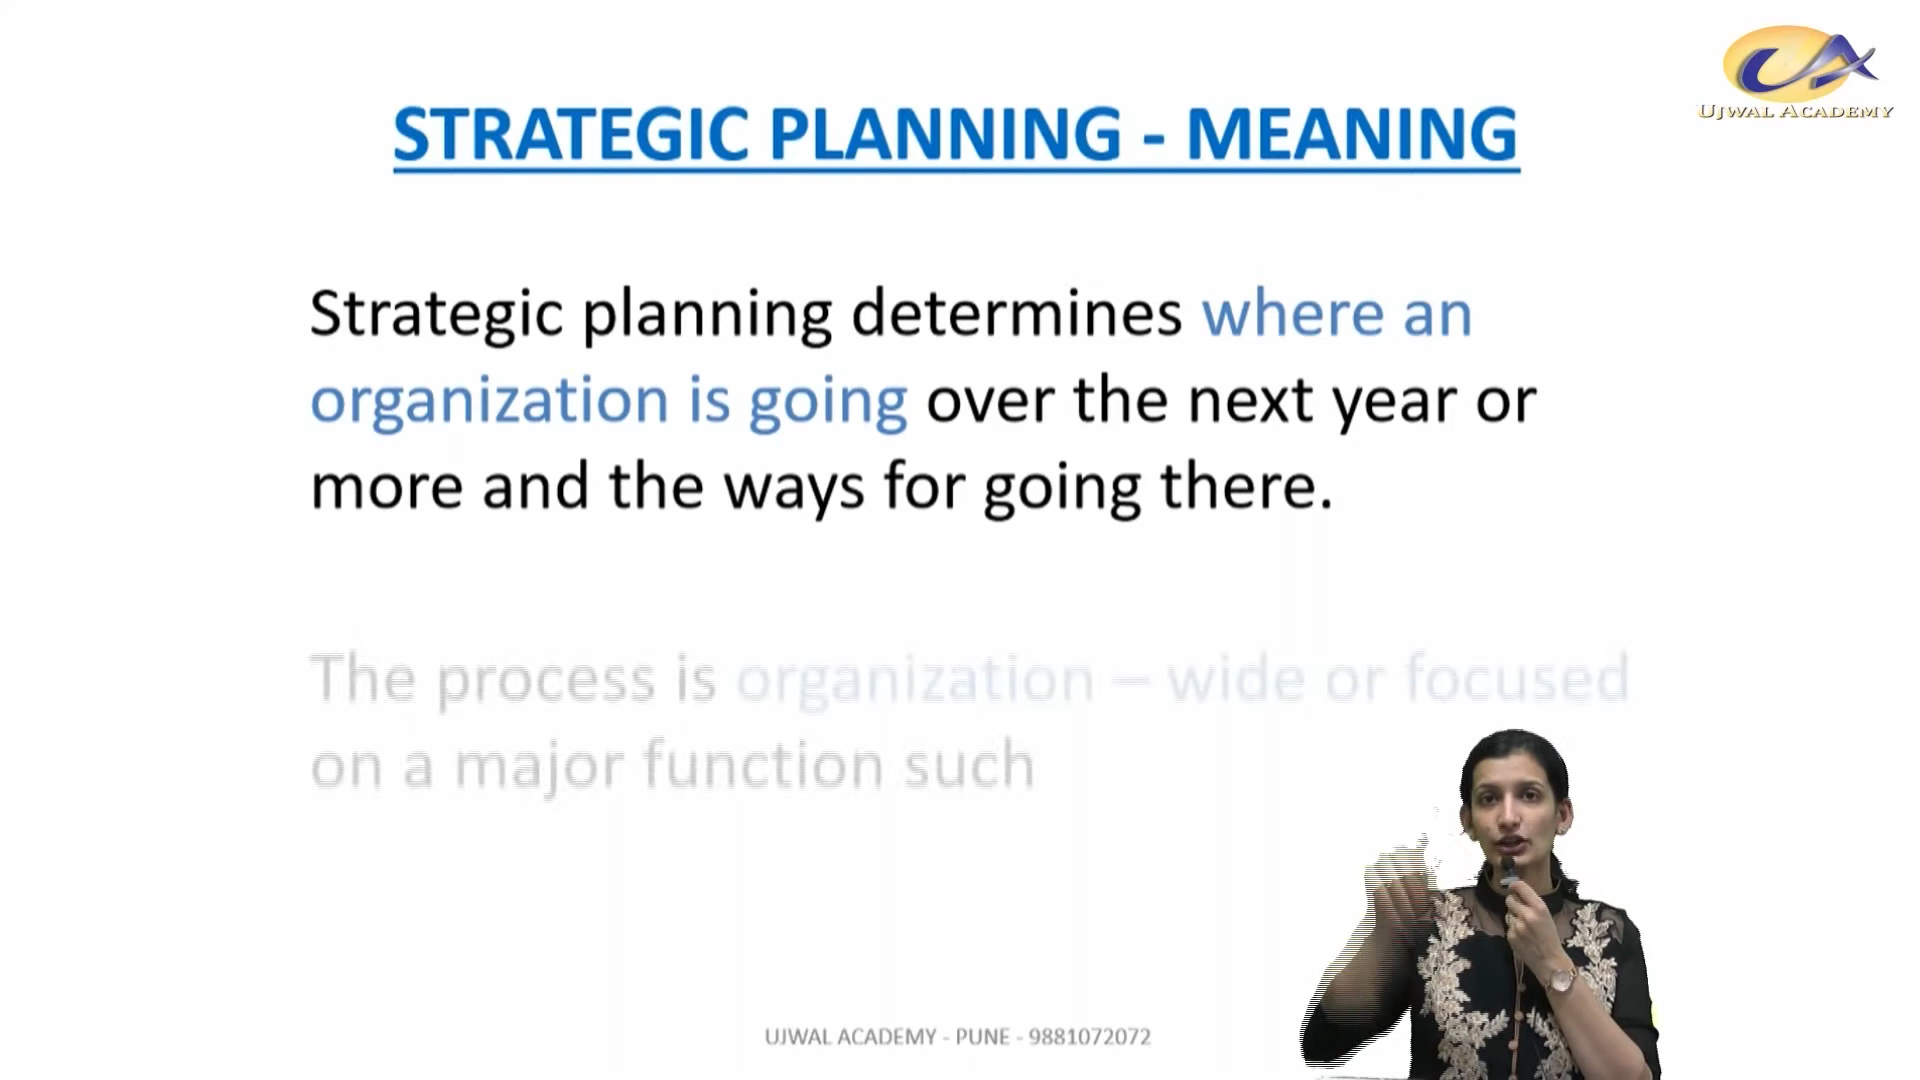 UJWAL ACADEMY
STRATEGIC PLANNING - MEANING
Strategic planning determines where an
organization is going over the next year or
more and the ways for going there.
The process is organization – wide or focused
on a major function such
UJWAL ACADEMY - PUNE - 9881072072